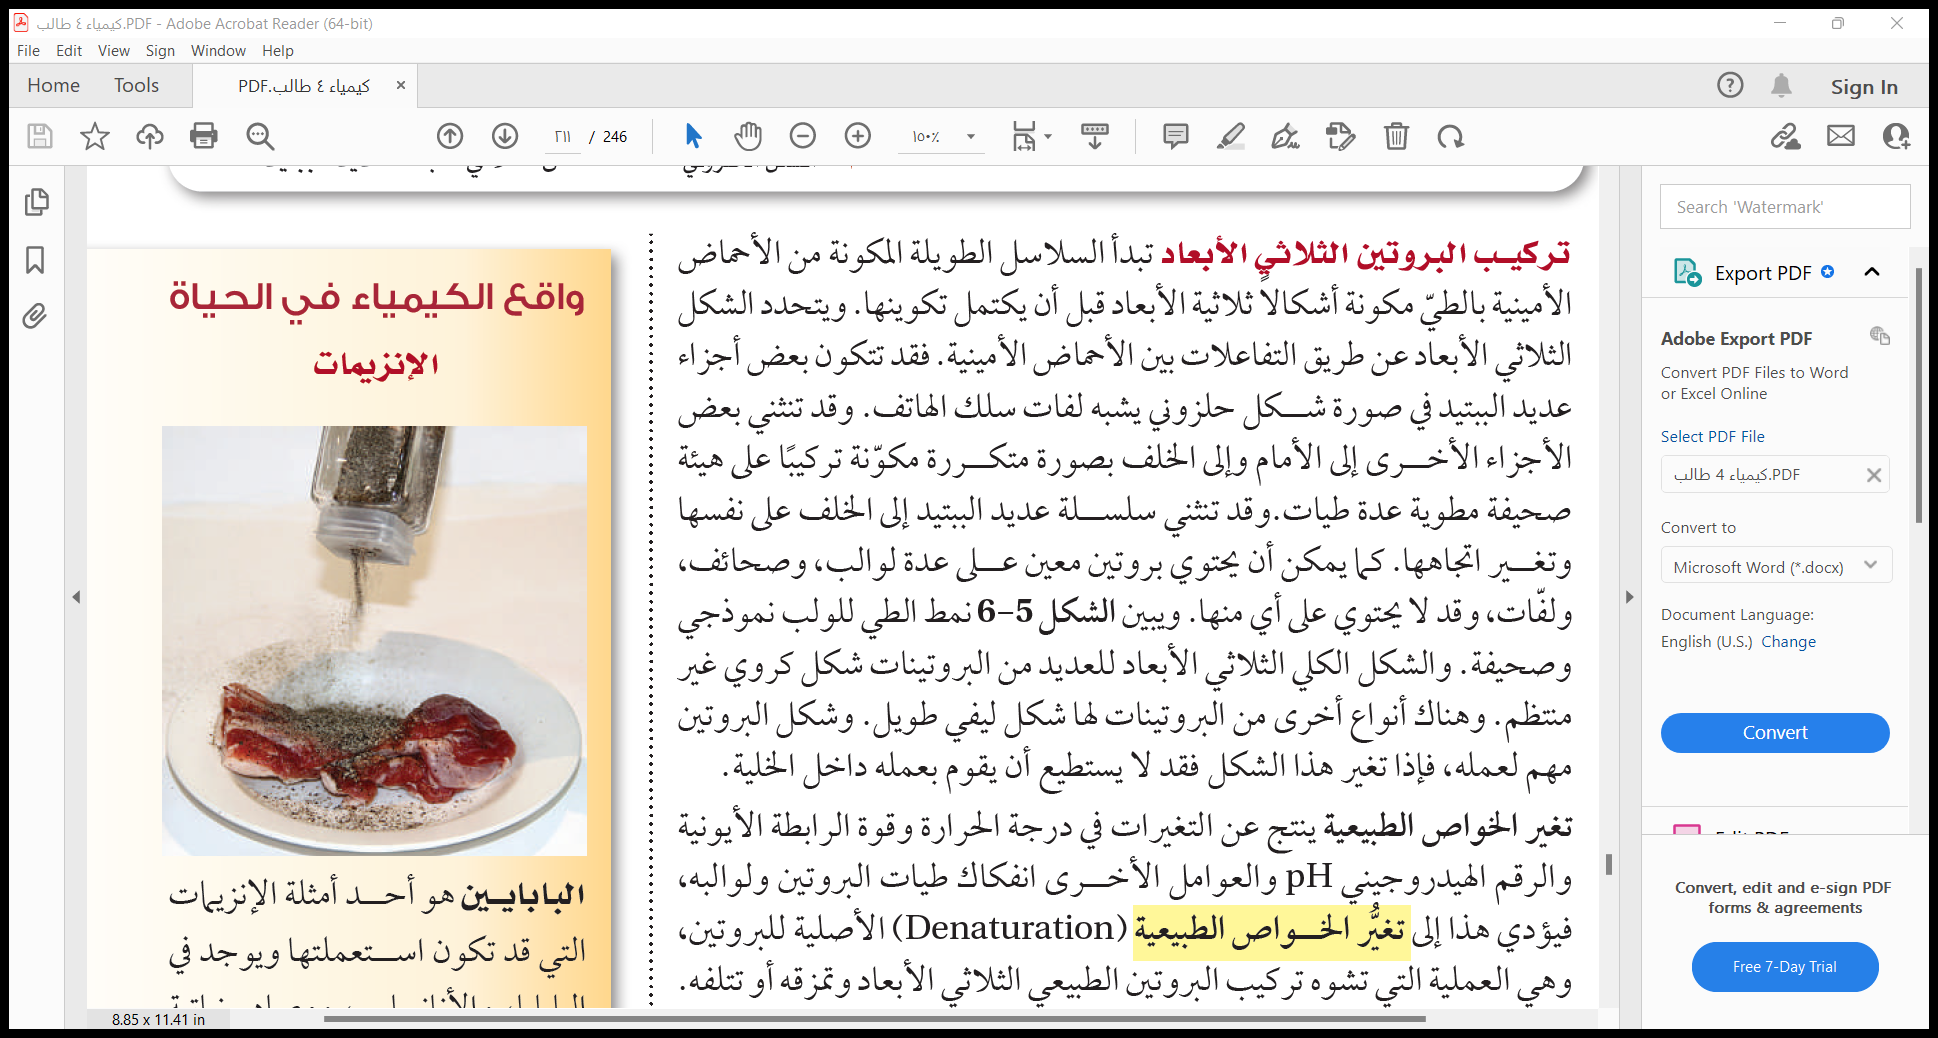 كيمياء ٤ طالب.PDF - Adobe Acrobat Reader (64-bit)
File Edit View Sign Window Help
Home Tools كيمياء ٤ طالب.PDF × Sign In
٢١١ / 246 ١٥٠٪
تركيب البروتين الثلاثي الأبعاد تبدأ السلاسل الطويلة المكونة من الأحماض
الأمينية بالطيّ مكونة أشكالاً ثلاثية الأبعاد قبل أن يكتمل تكوينها. ويتحدد الشكل
الثلاثي الأبعاد عن طريق التفاعلات بين الأحماض الأمينية. فقد تتكون بعض أجزاء
عديد الببتيد في صورة شكل حلزوني يشبه لفات سلك الهاتف. وقد تنثني بعض
الأجزاء الأخرى إلى الأمام وإلى الخلف بصورة متكررة مكوّنة تركيبًا على هيئة
صحيفة مطوية عدة طيات.وقد تنثني سلسلة عديد الببتيد إلى الخلف على نفسها
وتغير اتجاهها. كما يمكن أن يحتوي بروتين معين على عدة لوالب، وصحائف،
ولفّات، وقد لا يحتوي على أي منها. ويبين الشكل 5-6 نمط الطي للولب نموذجي
وصحيفة. والشكل الكلي الثلاثي الأبعاد للعديد من البروتينات شكل كروي غير
منتظم. وهناك أنواع أخرى من البروتينات لها شكل ليفي طويل. وشكل البروتين
مهم لعمله، فإذا تغير هذا الشكل فقد لا يستطيع أن يقوم بعمله داخل الخلية.
تغير الخواص الطبيعية ينتج عن التغيرات في درجة الحرارة وقوة الرابطة الأيونية
والرقم الهيدروجيني pH والعوامل الأخرى انفكاك طيات البروتين ولوالبه،
فيؤدي هذا إلى تغيُّر الخواص الطبيعية (Denaturation) الأصلية للبروتين،
وهي العملية التي تشوه تركيب البروتين الطبيعي الثلاثي الأبعاد وتمزقه أو تتلفه.
واقع الكيمياء في الحياة
الإنزيمات
البابايين هو أحد أمثلة الإنزيمات
التي قد تكون استعملتها ويوجد في
8.85 x 11.41 in
Search 'Watermark'
Export PDF
Adobe Export PDF
Convert PDF Files to Word
or Excel Online
Select PDF File
كيمياء 4 طالب.PDF
Convert to
Microsoft Word (*.docx)
Document Language:
English (U.S.) Change
Convert
Edit PDF
Convert, edit and e-sign PDF
forms & agreements
Free 7-Day Trial